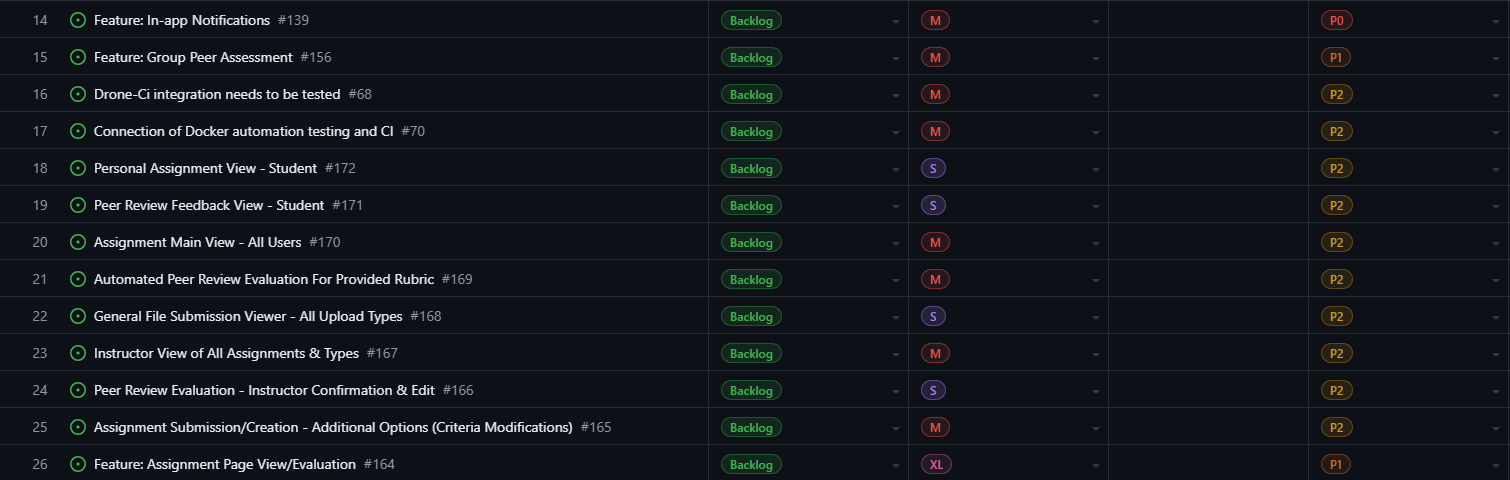 14 Feature: In-app Notifications #139 Backlog M P0
15 Feature: Group Peer Assessment #156 Backlog M P1
16 Drone-Ci integration needs to be tested #68 Backlog M P2
17 Connection of Docker automation testing and CI #70 Backlog M P2
18 Personal Assignment View - Student #172 Backlog S P2
19 Peer Review Feedback View - Student #171 Backlog S P2
20 Assignment Main View - All Users #170 Backlog M P2
21 Automated Peer Review Evaluation For Provided Rubric #169 Backlog M P2
22 General File Submission Viewer - All Upload Types #168 Backlog S P2
23 Instructor View of All Assignments & Types #167 Backlog M P2
24 Peer Review Evaluation - Instructor Confirmation & Edit #166 Backlog S P2
25 Assignment Submission/Creation - Additional Options (Criteria Modifications) #165 Backlog M P2
26 Feature: Assignment Page View/Evaluation #164 Backlog XL P1